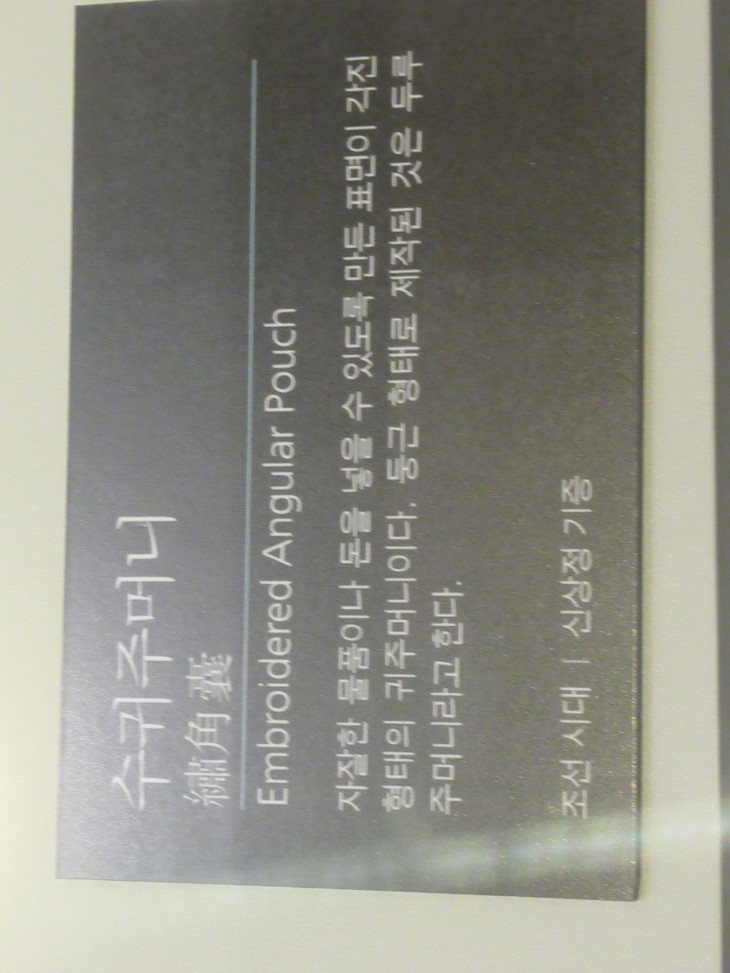 수귀주머니
繡角囊
Embroidered Angular Pouch
자잘한 물품이나 돈을 넣을 수 있도록 만든 표면이 각진
형태의 귀주머니이다. 둥근 형태로 제작된 것은 두루
주머니라고 한다.
조선 시대 | 신상정 기증